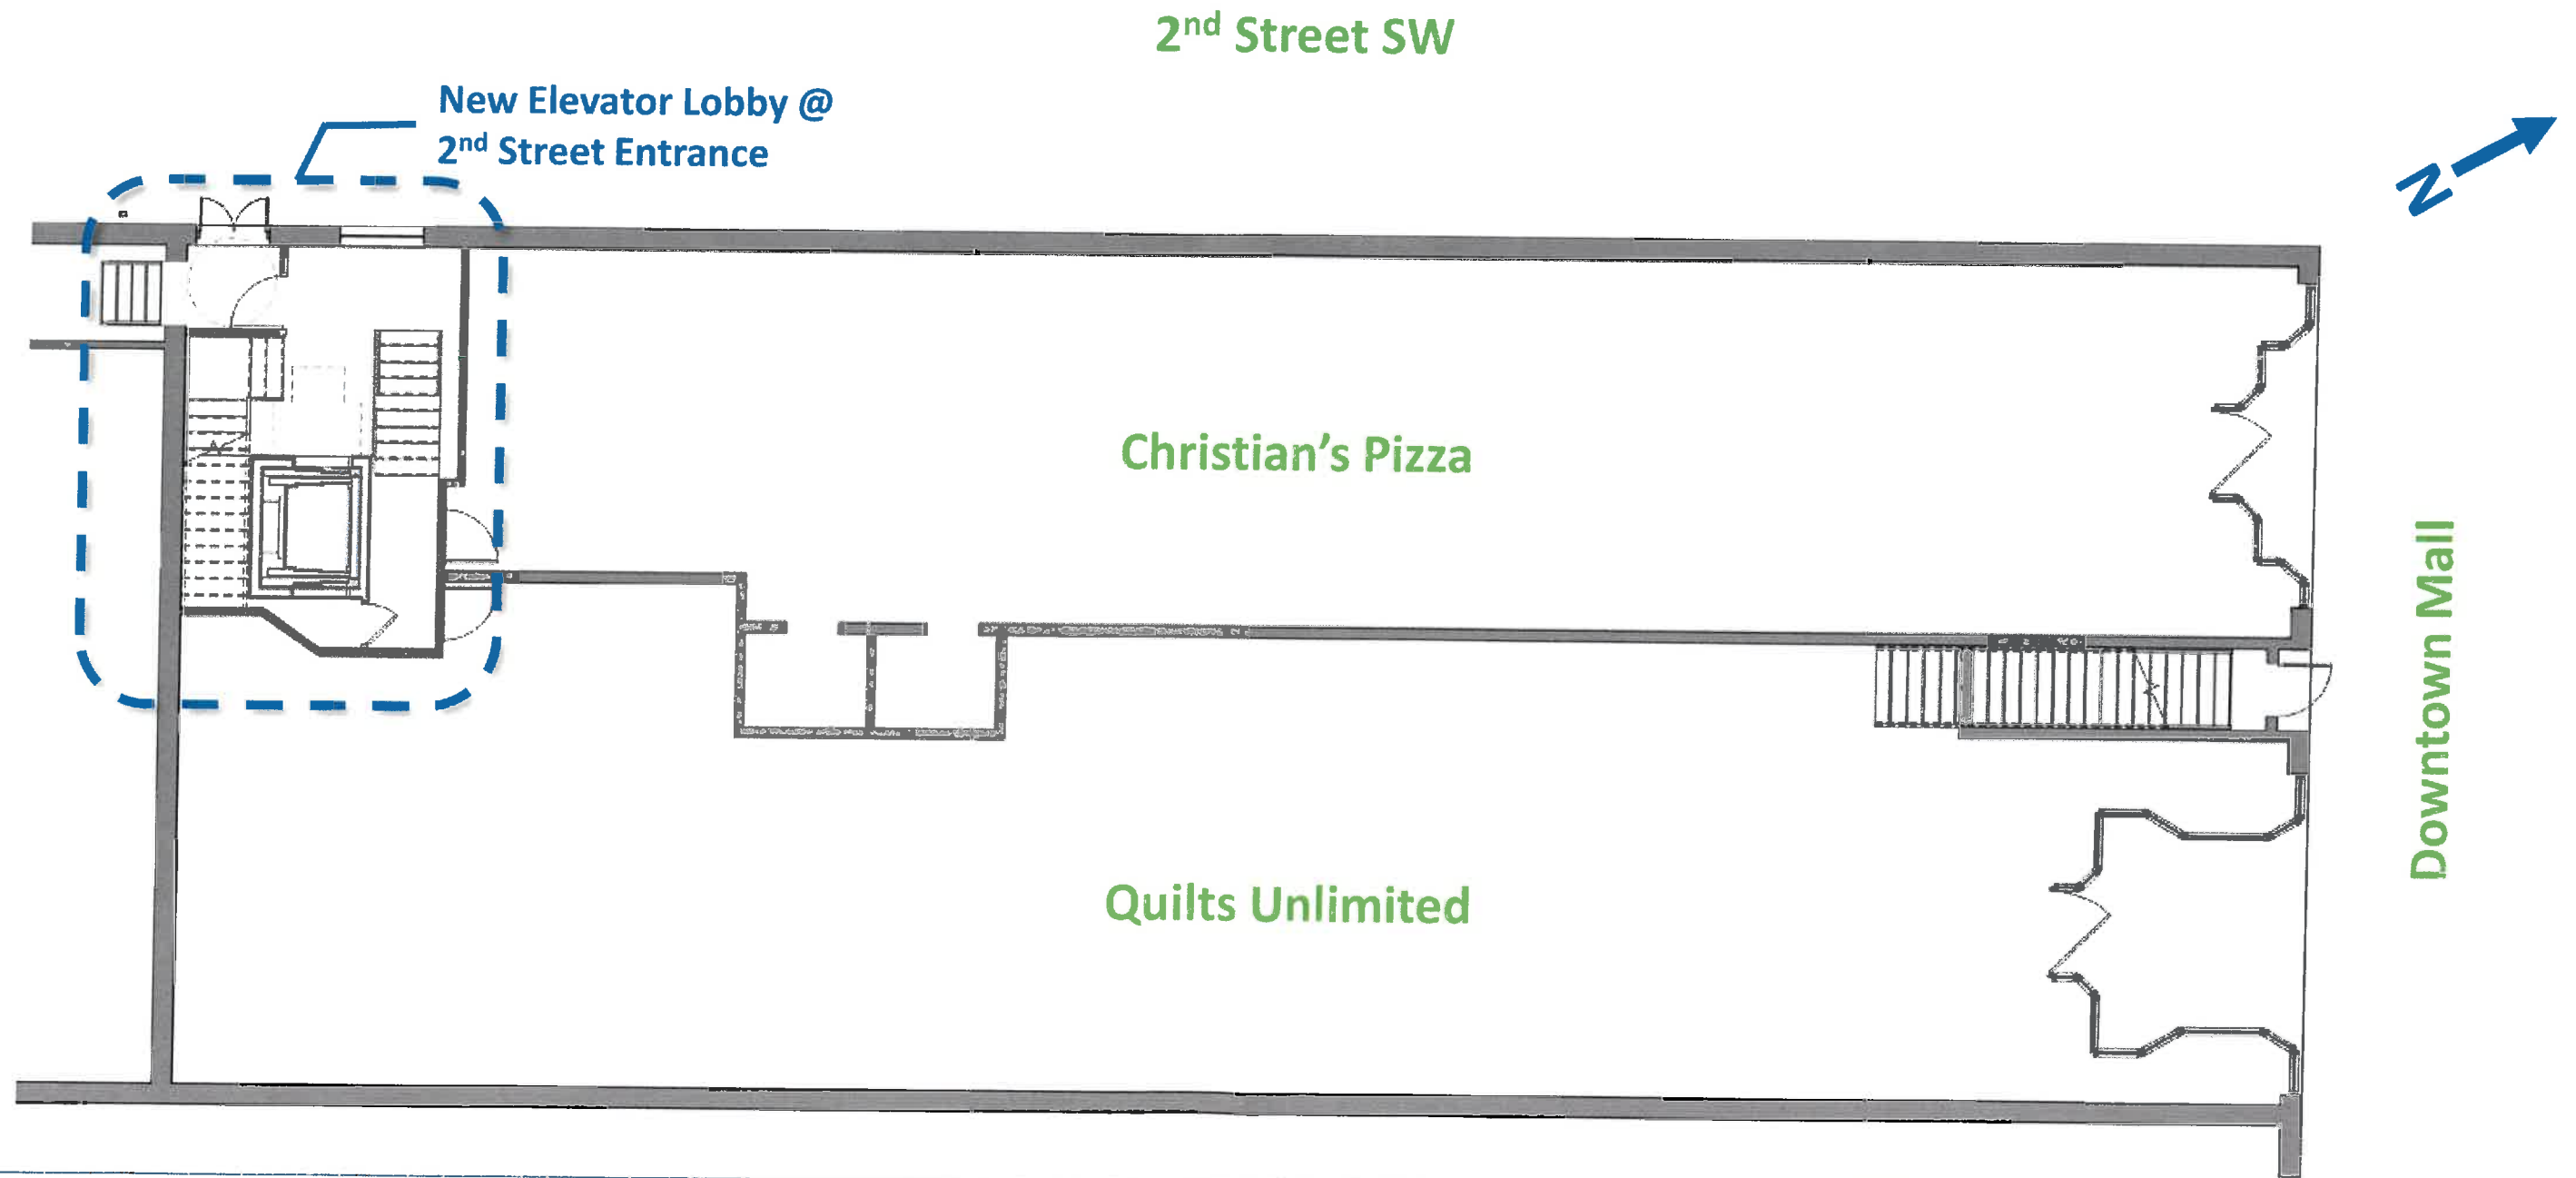 2nd Street SW
New Elevator Lobby @
2nd Street Entrance
N
Christian's Pizza
Downtown Mall
Quilts Unlimited